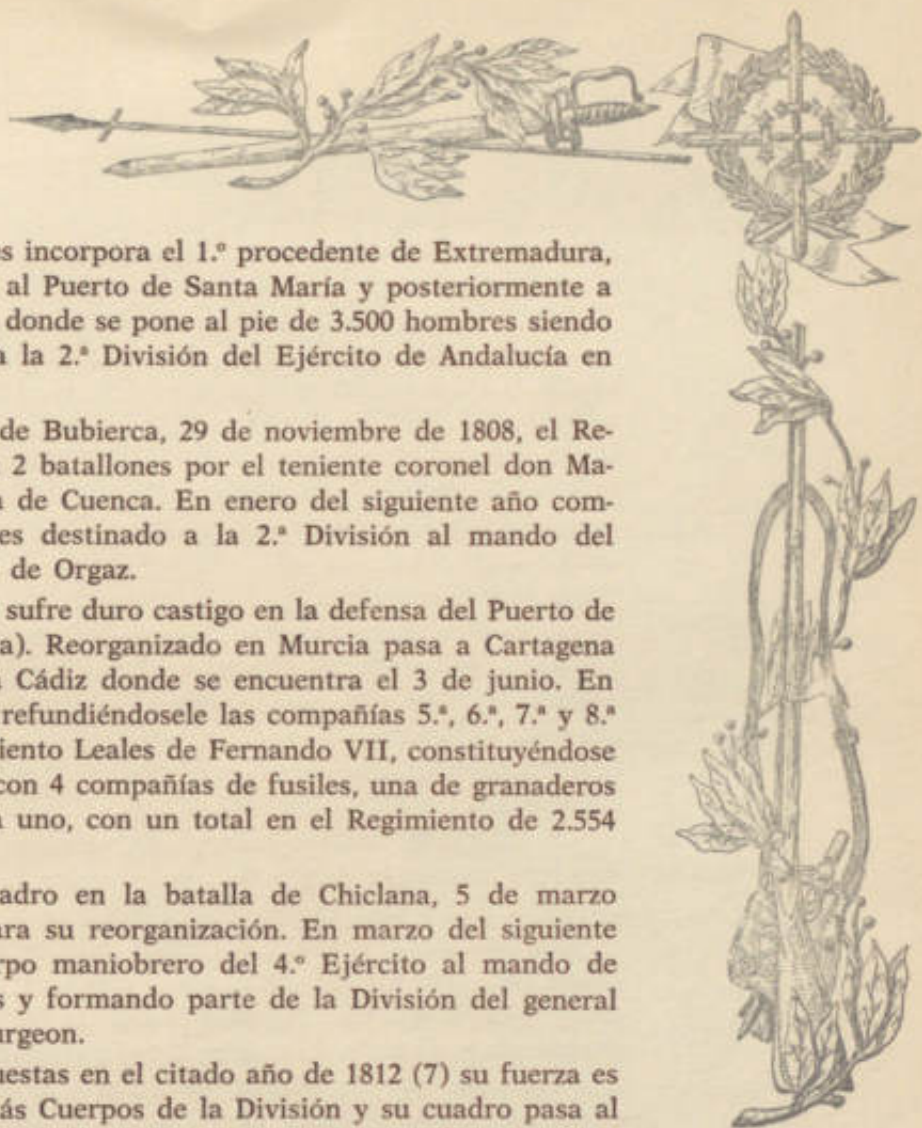 es incorpora el 1.º procedente de Extremadura,
al Puerto de Santa María y posteriormente a
donde se pone al pie de 3.500 hombres siendo
a la 2.ª División del Ejército de Andalucía en
de Bubierca, 29 de noviembre de 1808, el Re-
2 batallones por el teniente coronel don Ma-
de Cuenca. En enero del siguiente año com-
es destinado a la 2.ª División al mando del
de Orgaz.
sufre duro castigo en la defensa del Puerto de
a). Reorganizado en Murcia pasa a Cartagena
Cádiz donde se encuentra el 3 de junio. En
refundiéndosele las compañías 5.ª, 6.ª, 7.ª y 8.ª
iento Leales de Fernando VII, constituyéndose
con 4 compañías de fusiles, una de granaderos
a uno, con un total en el Regimiento de 2.554
adro en la batalla de Chiclana, 5 de marzo
ara su reorganización. En marzo del siguiente
rpo maniobrero del 4.º Ejército al mando de
s y formando parte de la División del general
urgeon.
uestas en el citado año de 1812 (7) su fuerza es
ás Cuerpos de la División y su cuadro pasa al